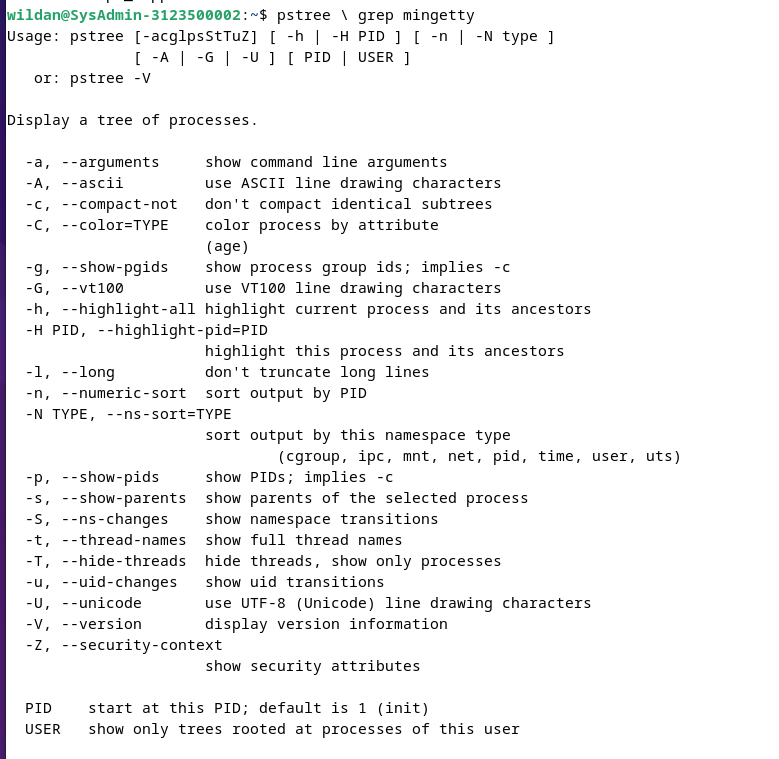 wildan@SysAdmin-3123500002:~$ pstree \ grep mingetty
Usage: pstree [-acglpsStTuZ] [ -h | -H PID ] [ -n | -N type ]
              [ -A | -G | -U ] [ PID | USER ]
   or: pstree -V

Display a tree of processes.

  -a, --arguments     show command line arguments
  -A, --ascii         use ASCII line drawing characters
  -c, --compact-not   don't compact identical subtrees
  -C, --color=TYPE    color process by attribute
                      (age)
  -g, --show-pgids    show process group ids; implies -c
  -G, --vt100         use VT100 line drawing characters
  -h, --highlight-all highlight current process and its ancestors
  -H PID, --highlight-pid=PID
                      highlight this process and its ancestors
  -l, --long          don't truncate long lines
  -n, --numeric-sort  sort output by PID
  -N TYPE, --ns-sort=TYPE
                      sort output by this namespace type
                              (cgroup, ipc, mnt, net, pid, time, user, uts)
  -p, --show-pids     show PIDs; implies -c
  -s, --show-parents  show parents of the selected process
  -S, --ns-changes    show namespace transitions
  -t, --thread-names  show full thread names
  -T, --hide-threads  hide threads, show only processes
  -u, --uid-changes   show uid transitions
  -U, --unicode       use UTF-8 (Unicode) line drawing characters
  -V, --version       display version information
  -Z, --security-context
                      show security attributes

  PID    start at this PID; default is 1 (init)
  USER   show only trees rooted at processes of this user